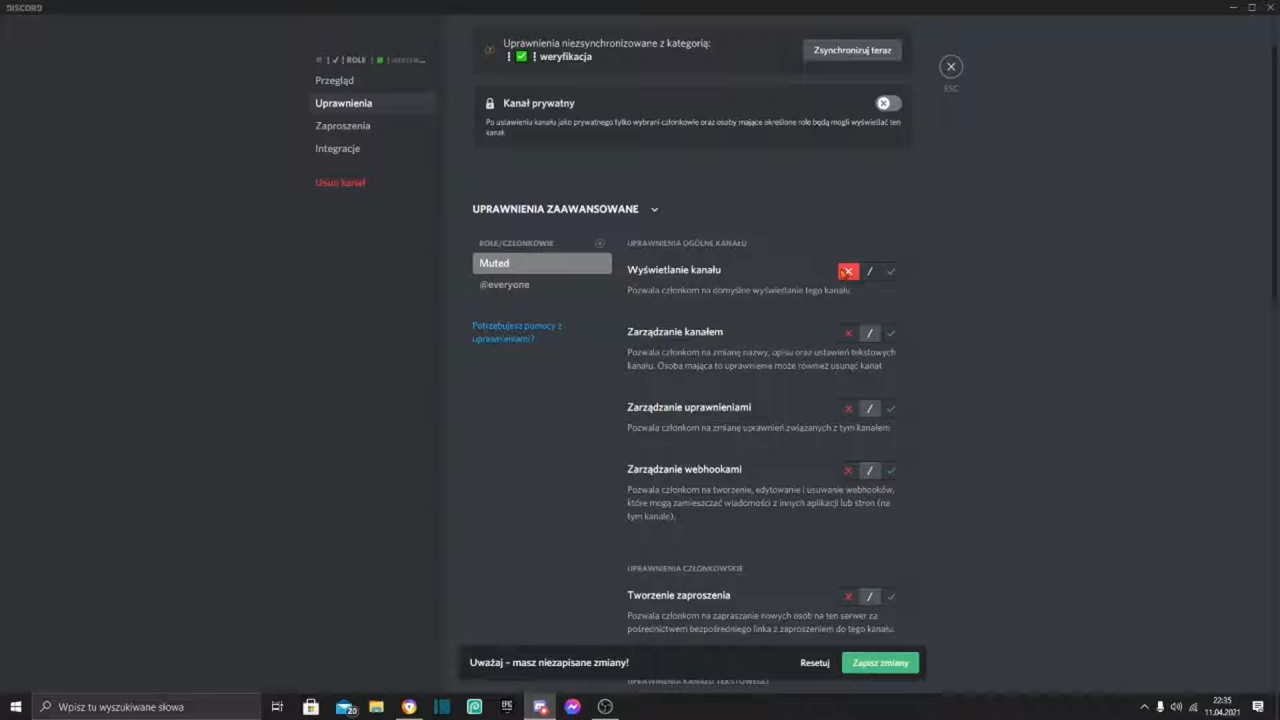 DISCORD
Uprawnienia niezsynchronizowane z kategorią:
! ✅ ! weryfikacja
Zsynchronizuj teraz
ESC
# ! ✓ ! ROLE !
Przegląd
Uprawnienia
Zaproszenia
Integracje
Usuń kanał
Kanał prywatny
Po ustawieniu kanału jako prywatnego tylko wybrani członkowie oraz osoby mające określone role będą mogli wyświetlać ten
kanał.
UPRAWNIENIA ZAAWANSOWANE
ROLE/CZŁONKOWIE
Muted
@everyone
Potrzebujesz pomocy z
uprawnieniami?
UPRAWNIENIA OGÓLNE KANAŁU
Wyświetlanie kanału
Pozwala członkom na domyślne wyświetlanie tego kanału.
Zarządzanie kanałem
Pozwala członkom na zmianę nazwy, opisu oraz ustawień tekstowych
kanału. Osoba mająca to uprawnienie może również usunąć kanał.
Zarządzanie uprawnieniami
Pozwala członkom na zmianę uprawnień związanych z tym kanałem.
Zarządzanie webhookami
Pozwala członkom na tworzenie, edytowanie i usuwanie webhooków,
które mogą zamieszczać wiadomości z innych aplikacji lub stron (na
tym kanale).
UPRAWNIENIA CZŁONKOWSKIE
Tworzenie zaproszenia
Pozwala członkom na zapraszanie nowych osób na ten serwer za
pośrednictwem bezpośredniego linka z zaproszeniem do tego kanału.
Uważaj – masz niezapisane zmiany!
Resetuj
Zapisz zmiany
UPRAWNIENIA KANAŁU TEKSTOWEGO
Wpisz tu wyszukiwane słowa
20
EPIC
22:35
11.04.2021